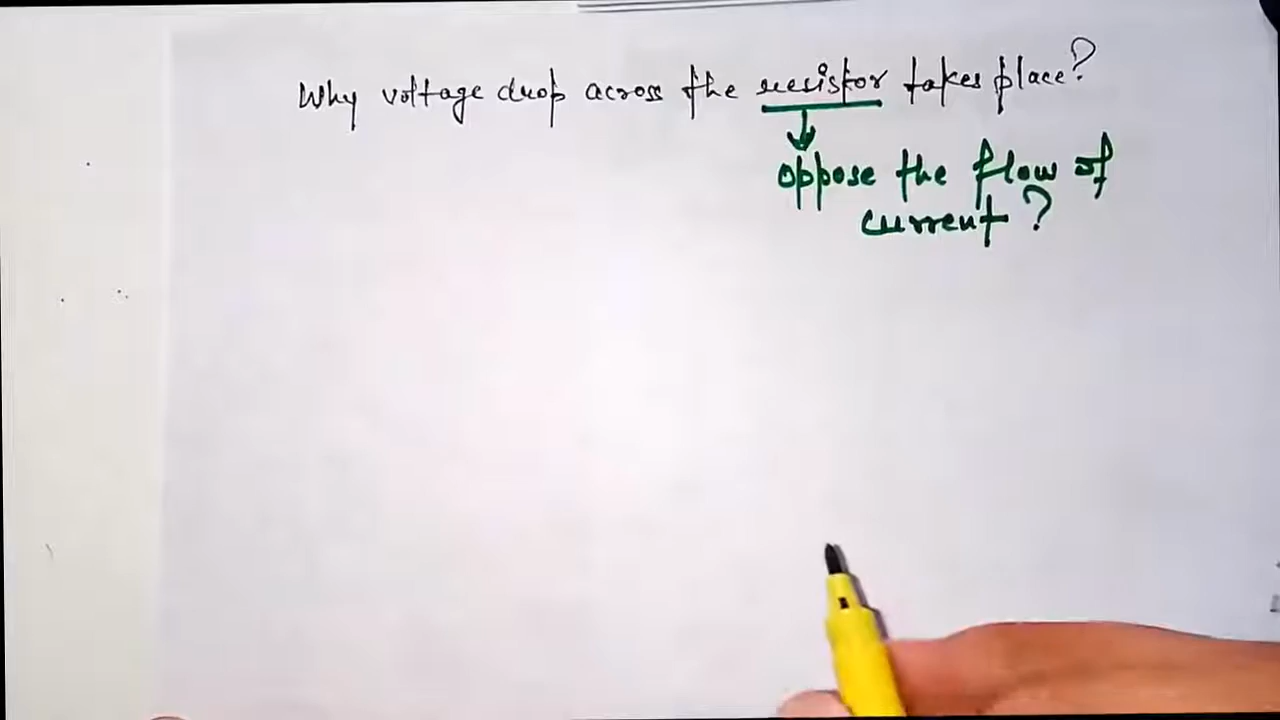 Why voltage drop across the resistor takes place?
oppose the flow of
current ?